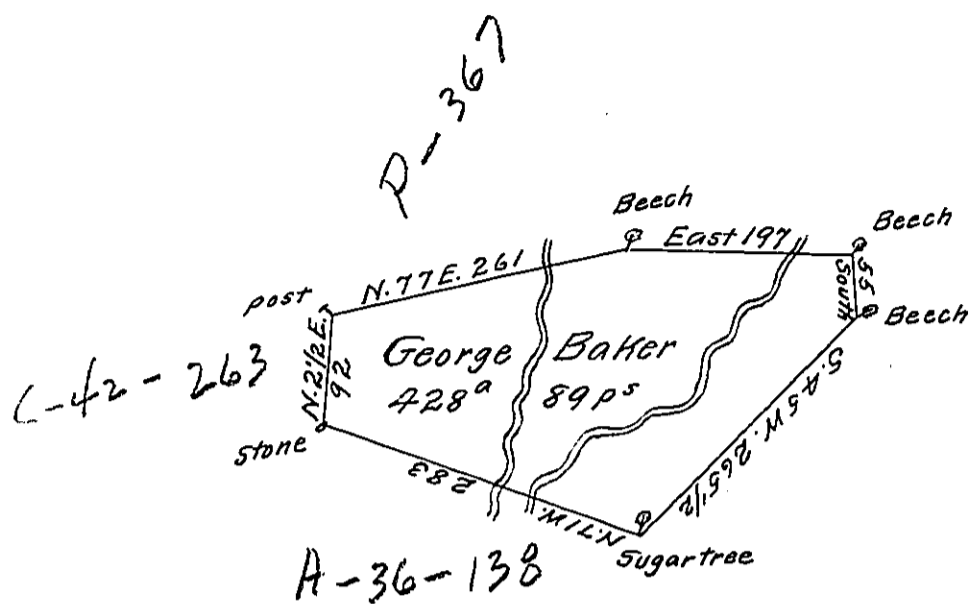 P-367
Beech
East 197
Beech
55
South
Beech
N.77E. 261
post
N.2½E.
92
C-42-263
George Baker
428ᵃ 89pˢ
S.45W. 265½
Stone
283
N.71W.
Sugartree
A-36-138